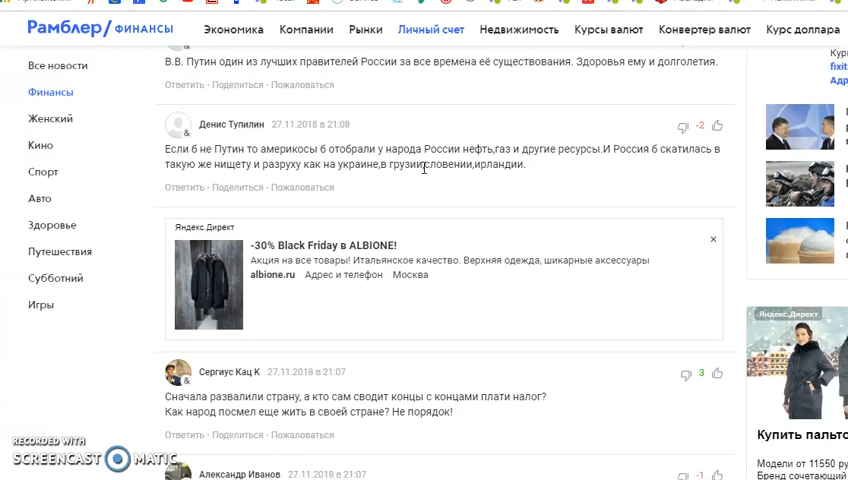 Рамблер/ ФИНАНСЫ
Экономика Компании Рынки Личный счет Недвижимость Курсы валют Конвертер валют Курс доллара
Все новости
Финансы
Женский
Кино
Спорт
Авто
Здоровье
Путешествия
Субботний
Игры
В.В. Путин один из лучших правителей России за все времена её существования. Здоровья ему и долголетия.
Ответить · Поделиться · Пожаловаться
Денис Тупилин 27.11.2018 в 21:08
-2
Если б не Путин то америкосы б отобрали у народа России нефть,газ и другие ресурсы.И Россия б скатилась в
такую же нищету и разруху как на украине,в грузии,словении,ирландии.
Ответить · Поделиться · Пожаловаться
Яндекс.Директ
-30% Black Friday в ALBIONE!
Акция на все товары! Итальянское качество. Верхняя одежда, шикарные аксессуары
albione.ru Адрес и телефон Москва
Сергиус Кац К 27.11.2018 в 21:07
3
Сначала развалили страну, а кто сам сводит концы с концами плати налог?
Как народ посмел еще жить в своей стране? Не порядок!
Ответить · Поделиться · Пожаловаться
Александр Иванов 27.11.2018 в 21:07
-1
Яндекс.Директ
Купить пальто
Модели от 11550 ру
Бренд сочетающий
RECORDED WITH
SCREENCAST MATIC